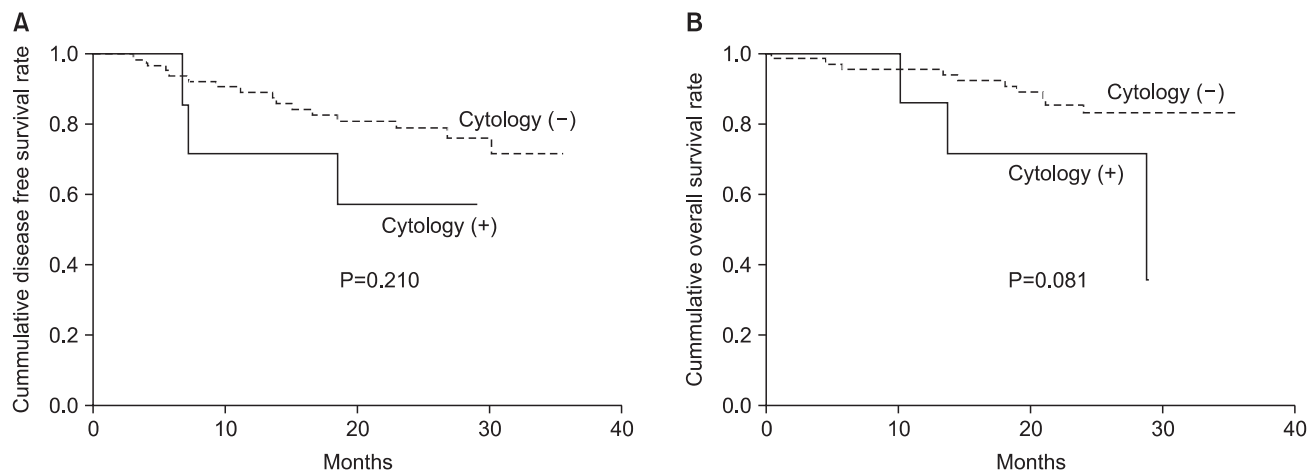 A
Cummulative disease free survival rate
1.0
0.8
0.6
0.4
0.2
0.0
0
10
20
30
40
Months
Cytology (−)
Cytology (+)
P=0.210
B
Cumulative overall survival rate
1.0
0.8
0.6
0.4
0.2
0.0
0
10
20
30
40
Months
Cytology (−)
Cytology (+)
P=0.081